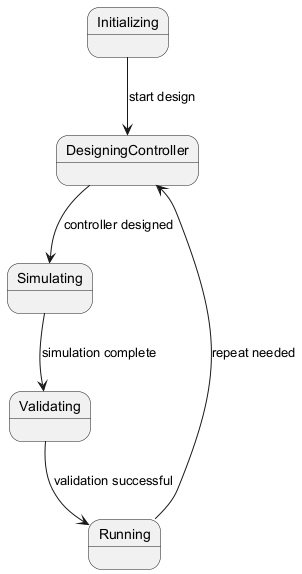 Initializing
start design
DesigningController
controller designed
Simulating
simulation complete
repeat needed
Validating
validation successful
Running